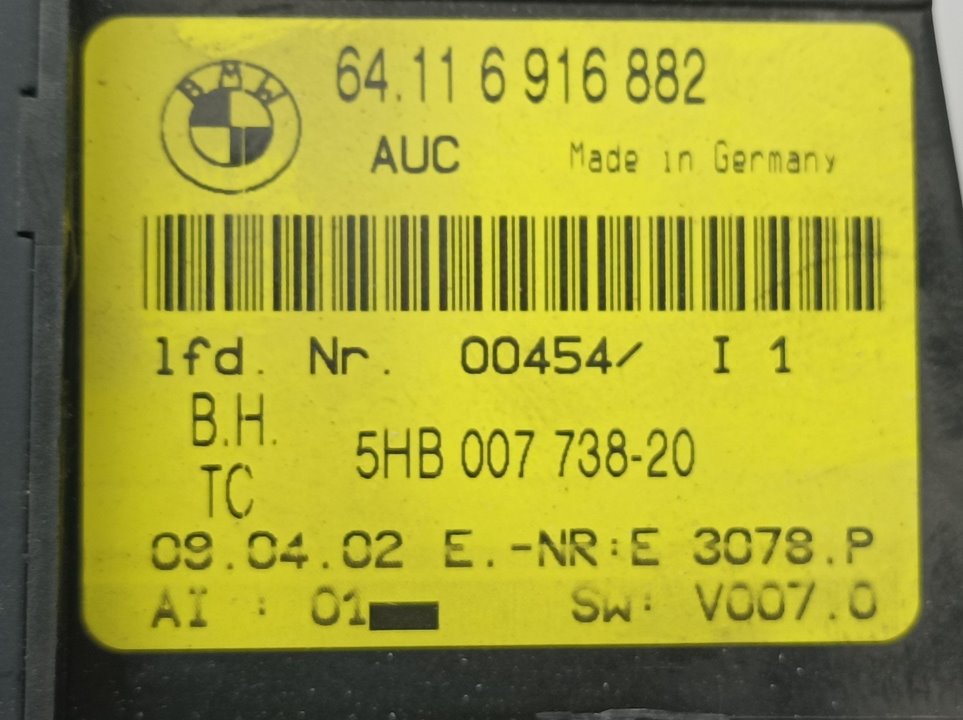 BMW
64.11 6 916 882
AUC Made in Germany
lfd. Nr. 00454/ I 1
B.H.
5HB 007 738-20
TC
09.04.02 E.-NR:E 3078.P
AI : 01 SW: V007.0